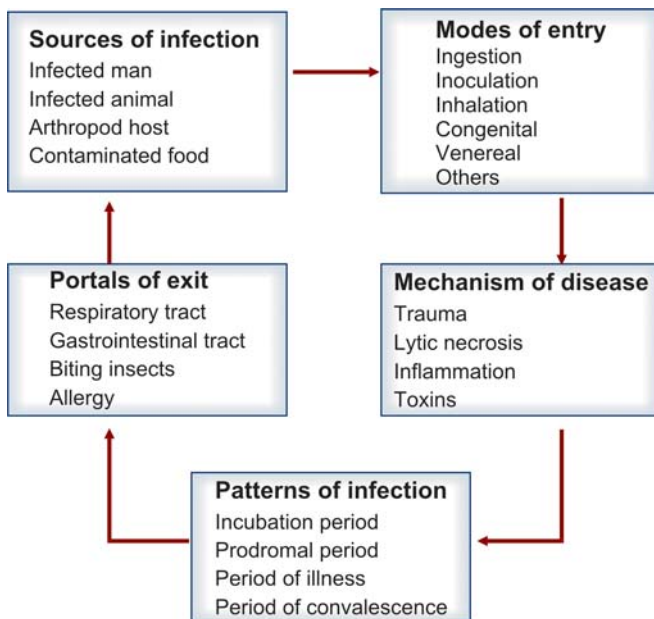 Sources of infection
Infected man
Infected animal
Arthropod host
Contaminated food
Modes of entry
Ingestion
Inoculation
Inhalation
Congenital
Venereal
Others
Mechanism of disease
Trauma
Lytic necrosis
Inflammation
Toxins
Patterns of infection
Incubation period
Prodromal period
Period of illness
Period of convalescence
Portals of exit
Respiratory tract
Gastrointestinal tract
Biting insects
Allergy